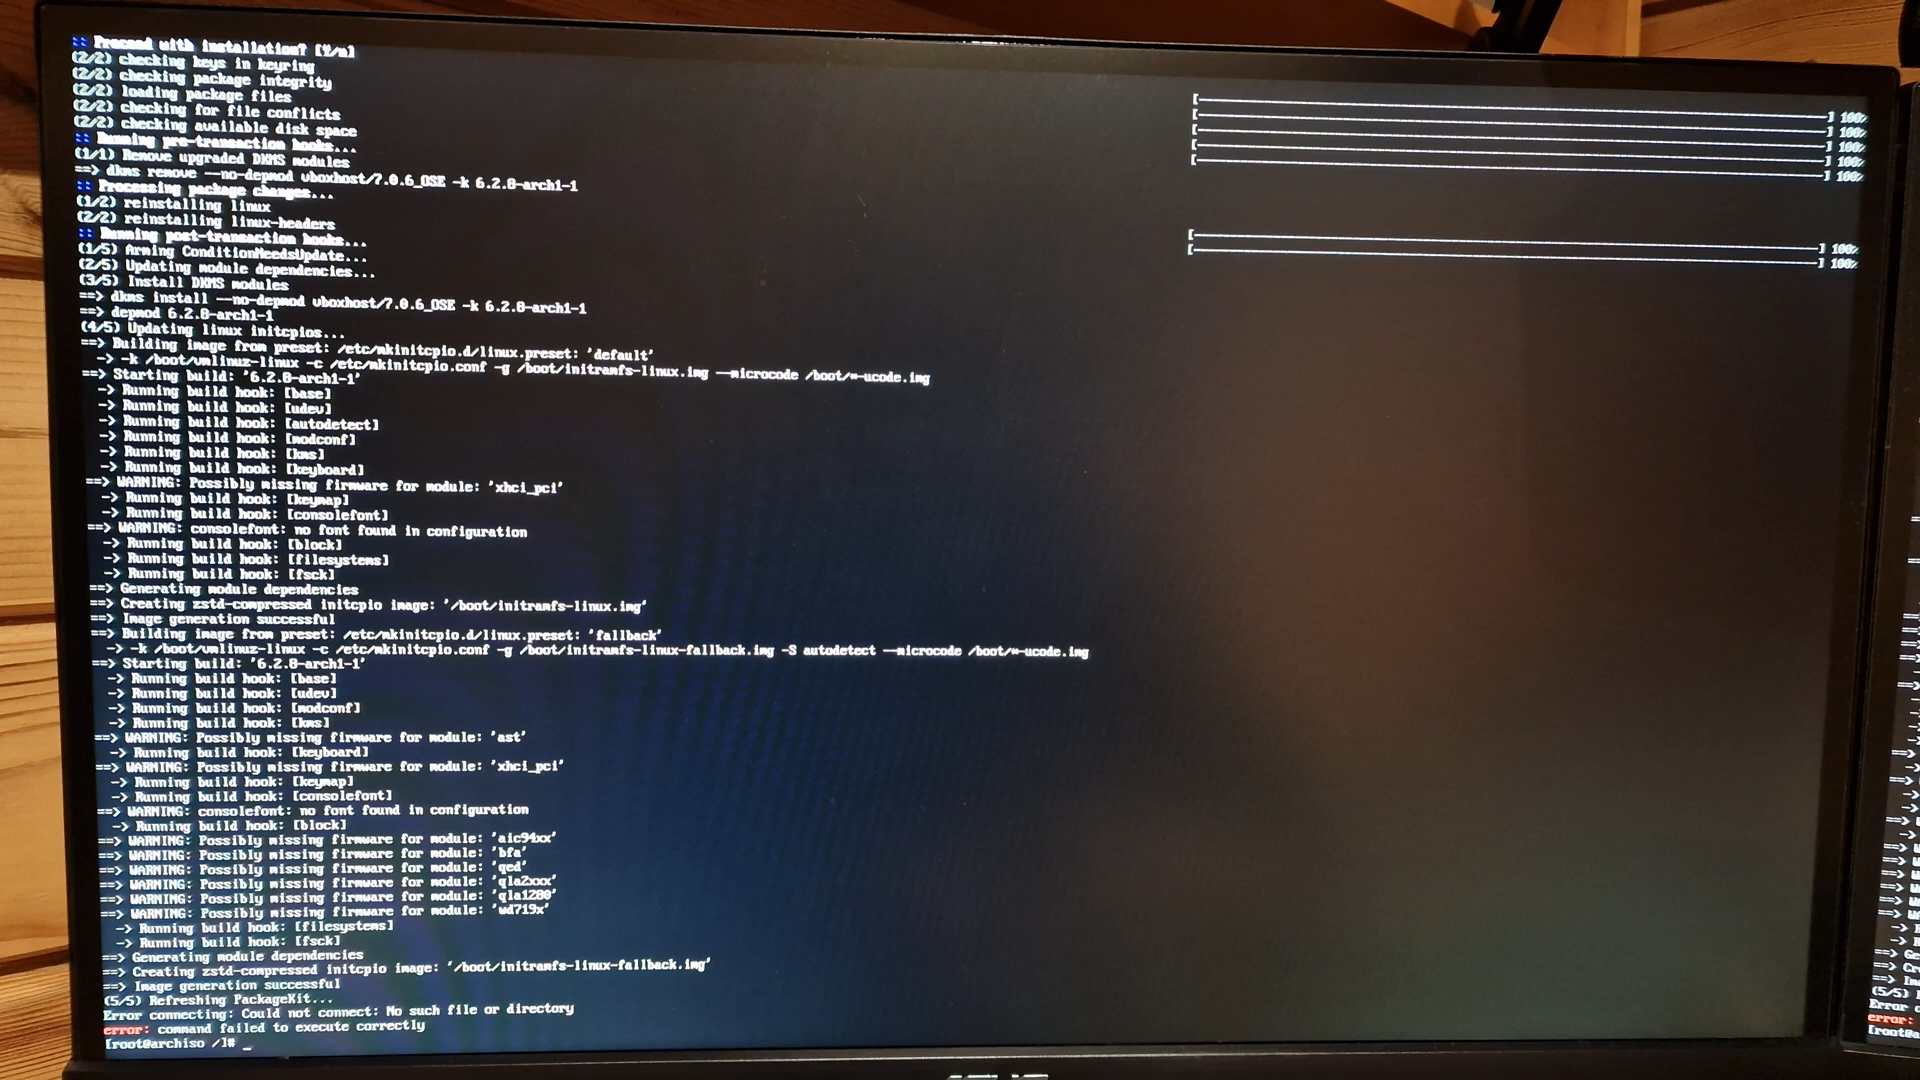 :: Proceed with installation? [Y/n]
(2/2) checking keys in keyring
(2/2) checking package integrity
(2/2) loading package files
(2/2) checking for file conflicts
(2/2) checking available disk space
[----------] 100%
[----------] 100%
[----------] 100%
[----------] 100%
[----------] 100%
:: Running pre-transaction hooks...
(1/1) Remove upgraded DKMS modules
==> dkms remove --no-depmod vboxhost/7.0.6_OSE -k 6.2.8-arch1-1
:: Processing package changes...
(1/2) reinstalling linux
(2/2) reinstalling linux-headers
[----------] 100%
[----------] 100%
:: Running post-transaction hooks...
(1/5) Arming ConditionNeedsUpdate...
(2/5) Updating module dependencies...
(3/5) Install DKMS modules
==> dkms install --no-depmod vboxhost/7.0.6_OSE -k 6.2.8-arch1-1
==> depmod 6.2.8-arch1-1
(4/5) Updating linux initcpios...
==> Building image from preset: /etc/mkinitcpio.d/linux.preset: 'default'
-> -k /boot/vmlinuz-linux -c /etc/mkinitcpio.conf -g /boot/initramfs-linux.img --microcode /boot/*-ucode.img
==> Starting build: '6.2.8-arch1-1'
-> Running build hook: [base]
-> Running build hook: [udev]
-> Running build hook: [autodetect]
-> Running build hook: [modconf]
-> Running build hook: [kms]
-> Running build hook: [keyboard]
==> WARNING: Possibly missing firmware for module: 'xhci_pci'
-> Running build hook: [keymap]
-> Running build hook: [consolefont]
==> WARNING: consolefont: no font found in configuration
-> Running build hook: [block]
-> Running build hook: [filesystems]
-> Running build hook: [fsck]
==> Generating module dependencies
==> Creating zstd-compressed initcpio image: '/boot/initramfs-linux.img'
==> Image generation successful
==> Building image from preset: /etc/mkinitcpio.d/linux.preset: 'fallback'
-> -k /boot/vmlinuz-linux -c /etc/mkinitcpio.conf -g /boot/initramfs-linux-fallback.img -S autodetect --microcode /boot/*-ucode.img
==> Starting build: '6.2.8-arch1-1'
-> Running build hook: [base]
-> Running build hook: [udev]
-> Running build hook: [modconf]
-> Running build hook: [kms]
==> WARNING: Possibly missing firmware for module: 'ast'
-> Running build hook: [keyboard]
==> WARNING: Possibly missing firmware for module: 'xhci_pci'
-> Running build hook: [keymap]
-> Running build hook: [consolefont]
==> WARNING: consolefont: no font found in configuration
-> Running build hook: [block]
==> WARNING: Possibly missing firmware for module: 'aic94xx'
==> WARNING: Possibly missing firmware for module: 'bfa'
==> WARNING: Possibly missing firmware for module: 'qed'
==> WARNING: Possibly missing firmware for module: 'qla2xxx'
==> WARNING: Possibly missing firmware for module: 'qla1280'
==> WARNING: Possibly missing firmware for module: 'wd719x'
-> Running build hook: [filesystems]
-> Running build hook: [fsck]
==> Generating module dependencies
==> Creating zstd-compressed initcpio image: '/boot/initramfs-linux-fallback.img'
==> Image generation successful
(5/5) Refreshing PackageKit...
Error connecting: Could not connect: No such file or directory
error: command failed to execute correctly
[root@archiso /]# _
(5/5)
Error
error: